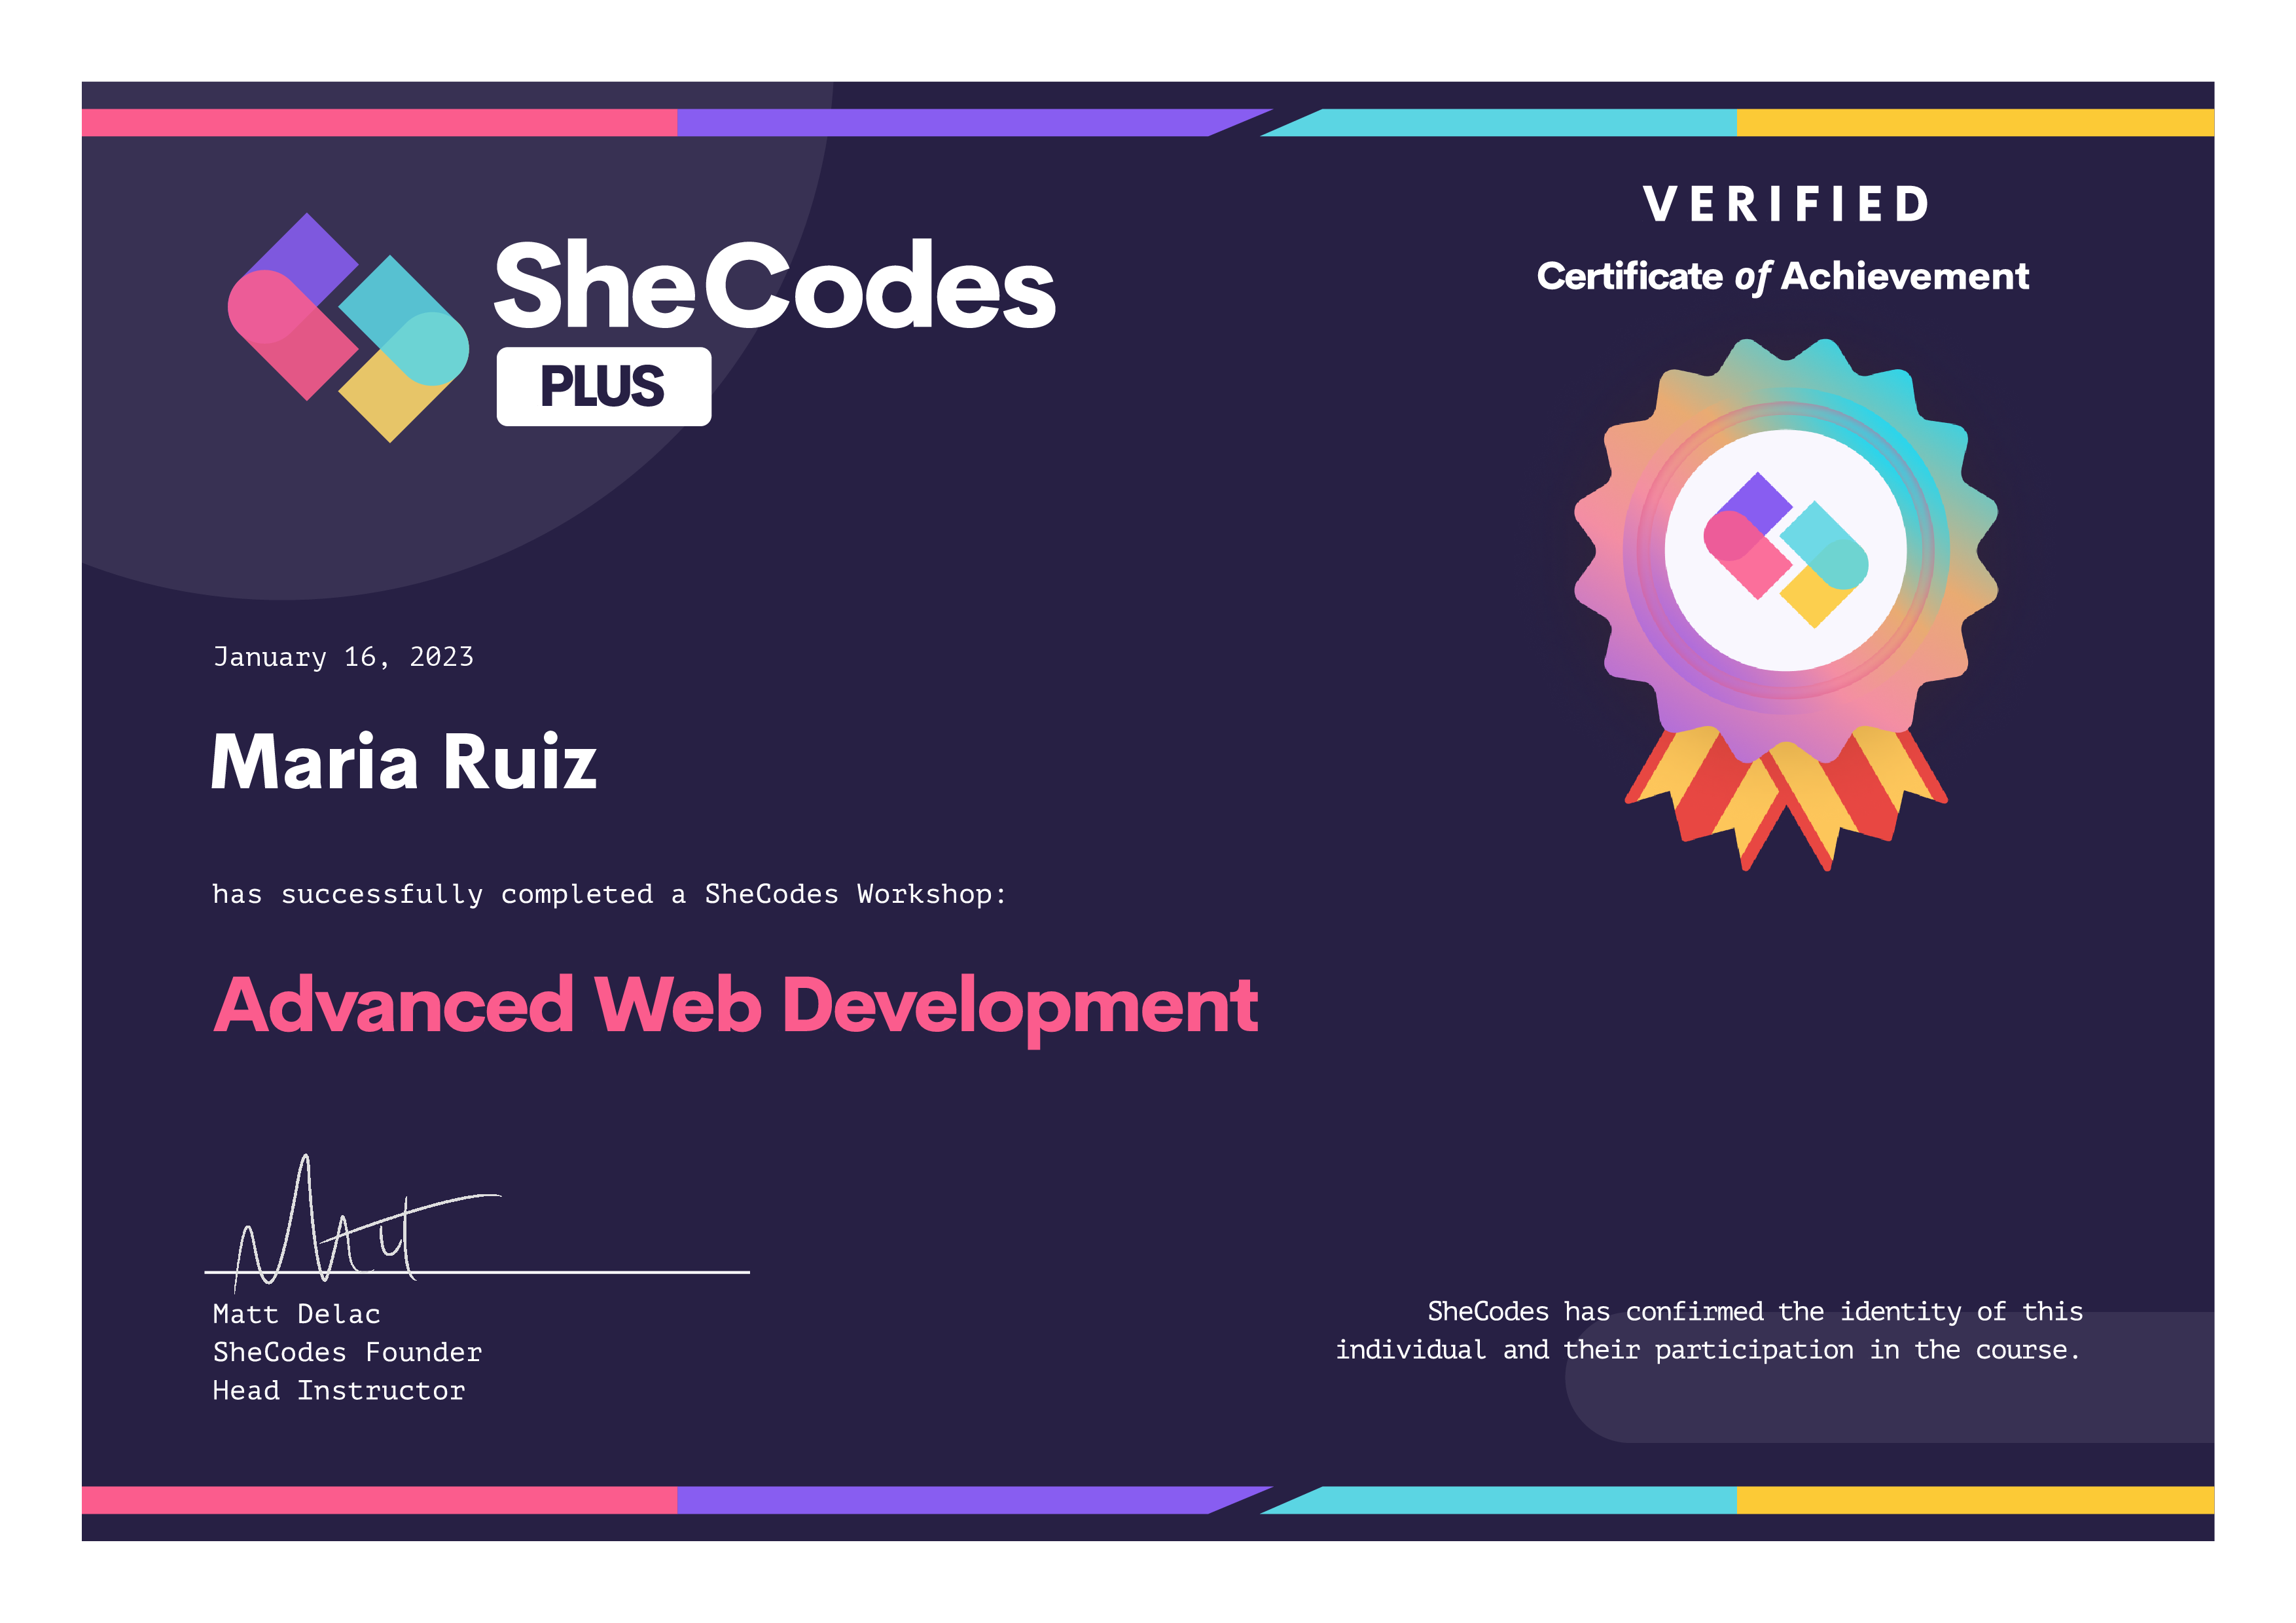 SheCodes
PLUS
VERIFIED
Certificate of Achievement
January 16, 2023
Maria Ruiz
has successfully completed a SheCodes Workshop:
Advanced Web Development
Matt
Matt Delac
SheCodes Founder
Head Instructor
SheCodes has confirmed the identity of this
individual and their participation in the course.